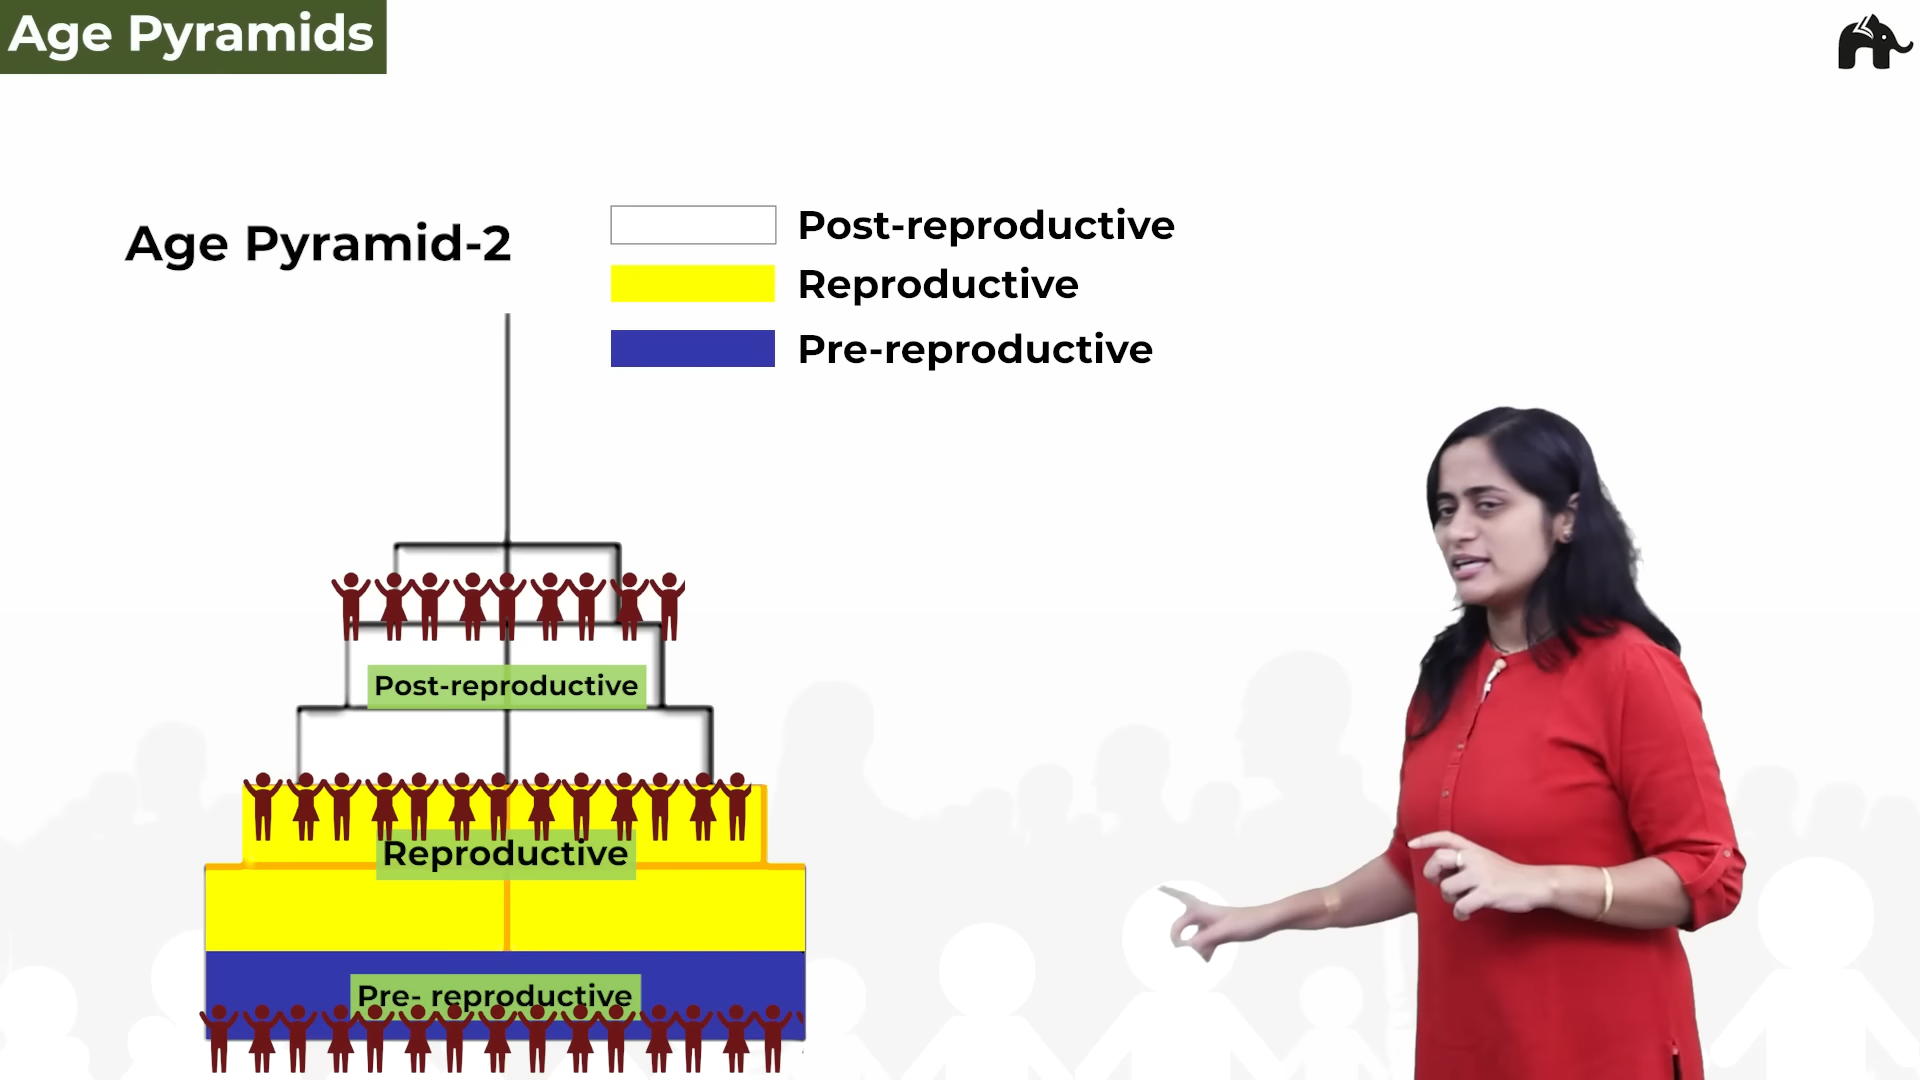 Age Pyramids
Age Pyramid-2
Post-reproductive
Reproductive
Pre-reproductive
Post-reproductive
Reproductive
Pre- reproductive